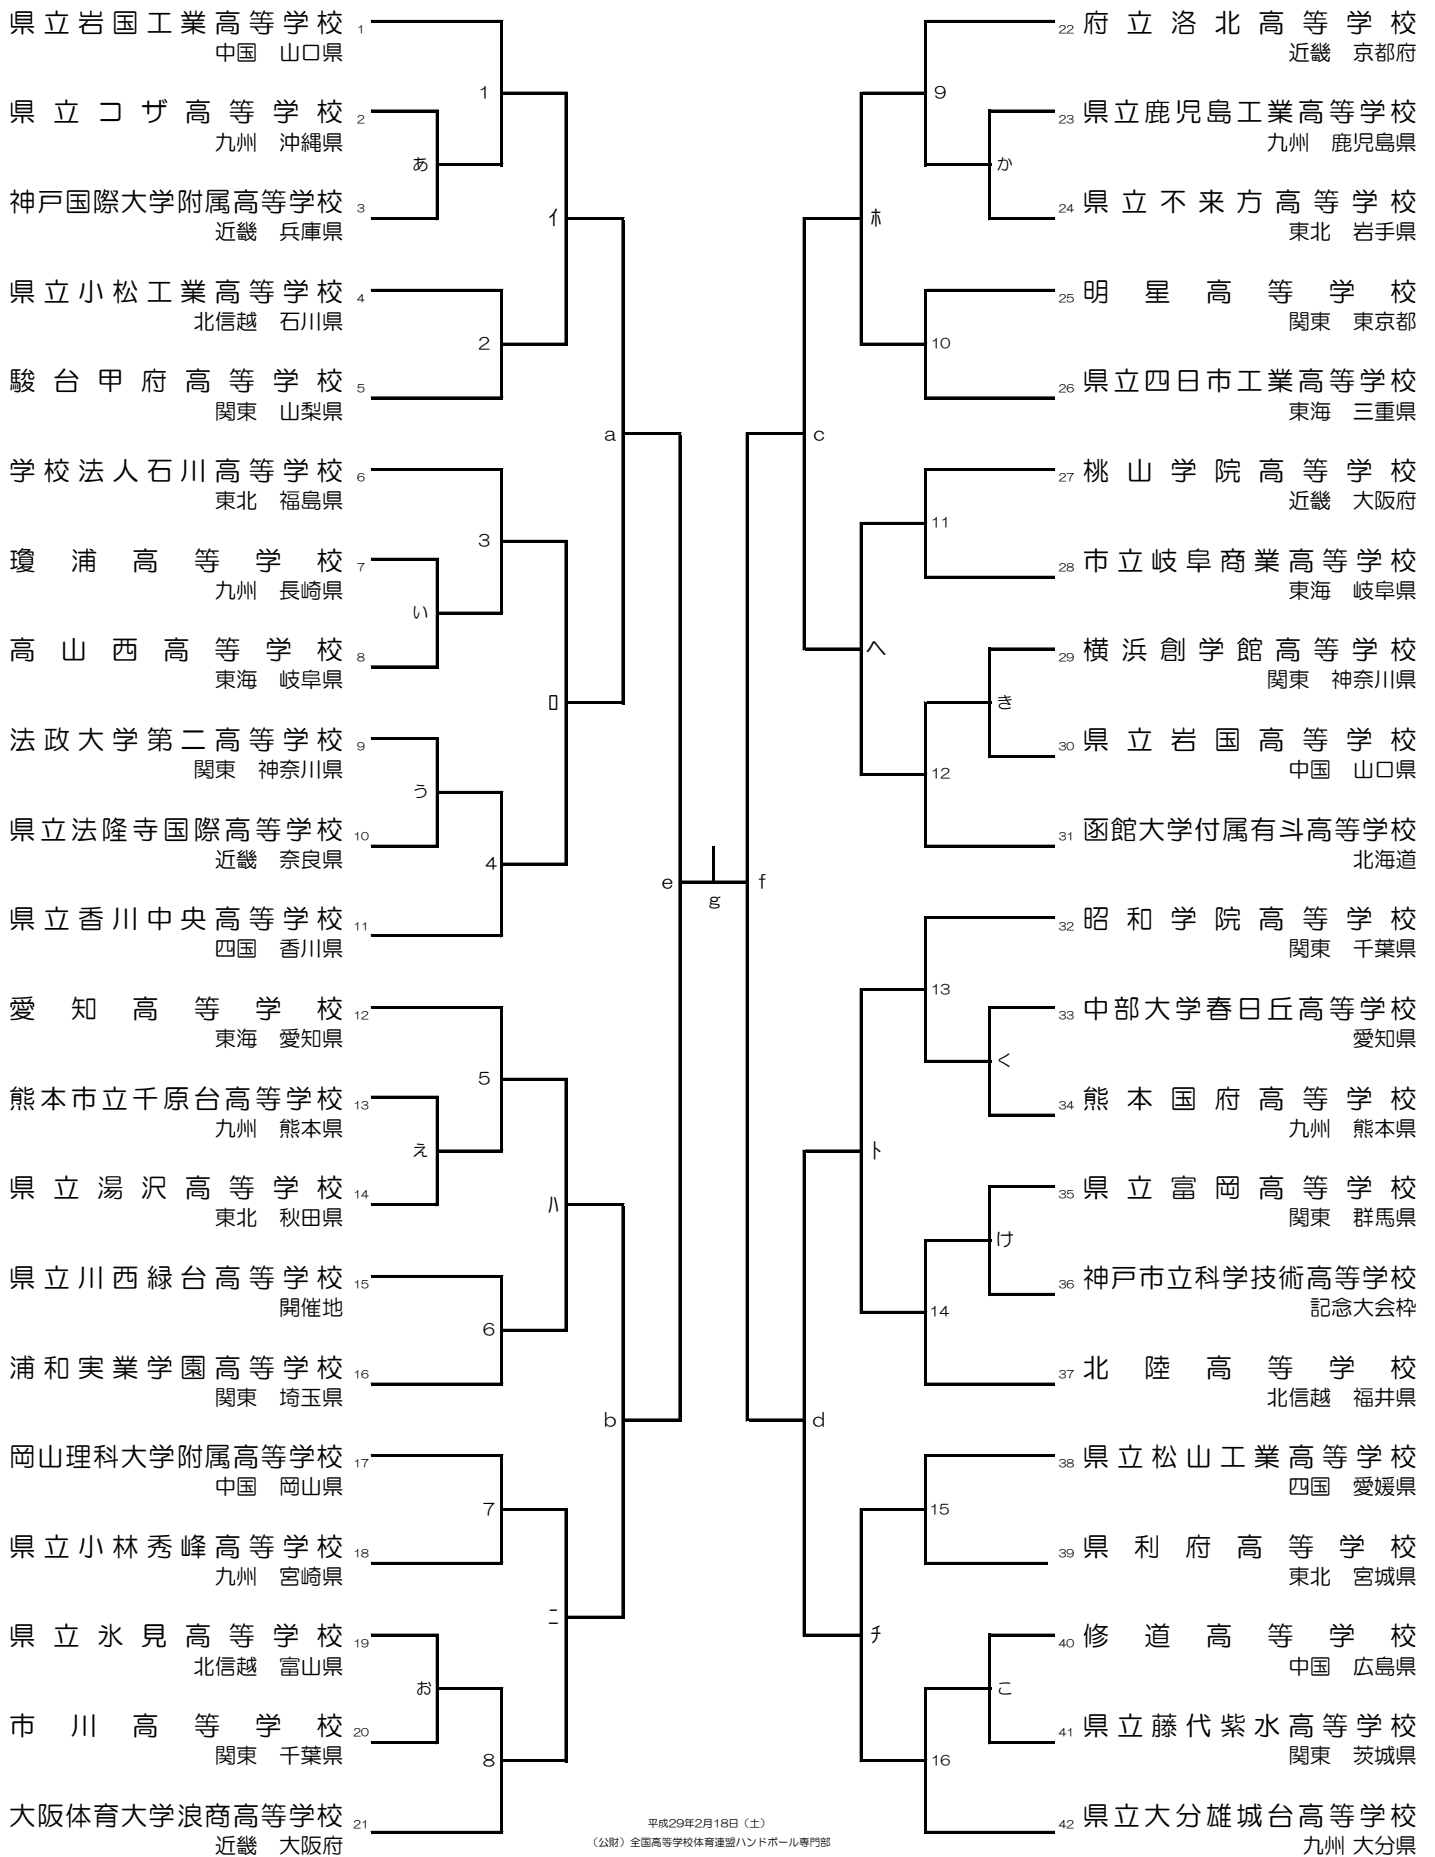 県立岩国工業高等学校 1
中国 山口県
県立コザ高等学校 2
九州 沖縄県
神戸国際大学附属高等学校 3
近畿 兵庫県
県立小松工業高等学校 4
北信越 石川県
駿台甲府高等学校 5
関東 山梨県
学校法人石川高等学校 6
東北 福島県
瓊浦高等学校 7
九州 長崎県
高山西高等学校 8
東海 岐阜県
法政大学第二高等学校 9
関東 神奈川県
県立法隆寺国際高等学校 10
近畿 奈良県
県立香川中央高等学校 11
四国 香川県
愛知高等学校 12
東海 愛知県
熊本市立千原台高等学校 13
九州 熊本県
県立湯沢高等学校 14
東北 秋田県
県立川西緑台高等学校 15
開催地
浦和実業学園高等学校 16
関東 埼玉県
岡山理科大学附属高等学校 17
中国 岡山県
県立小林秀峰高等学校 18
九州 宮崎県
県立氷見高等学校 19
北信越 富山県
市川高等学校 20
関東 千葉県
大阪体育大学浪商高等学校 21
近畿 大阪府
あ
い
う
え
お
1
2
3
4
5
6
7
8
イ
ロ
ハ
ニ
a
b
e
g
f
c
d
ホ
ヘ
ト
チ
9
10
11
12
13
14
15
16
か
き
く
け
こ
22 府立洛北高等学校
近畿 京都府
23 県立鹿児島工業高等学校
九州 鹿児島県
24 県立不来方高等学校
東北 岩手県
25 明星高等学校
関東 東京都
26 県立四日市工業高等学校
東海 三重県
27 桃山学院高等学校
近畿 大阪府
28 市立岐阜商業高等学校
東海 岐阜県
29 横浜創学館高等学校
関東 神奈川県
30 県立岩国高等学校
中国 山口県
31 函館大学付属有斗高等学校
北海道
32 昭和学院高等学校
関東 千葉県
33 中部大学春日丘高等学校
愛知県
34 熊本国府高等学校
九州 熊本県
35 県立富岡高等学校
関東 群馬県
36 神戸市立科学技術高等学校
記念大会枠
37 北陸高等学校
北信越 福井県
38 県立松山工業高等学校
四国 愛媛県
39 県利府高等学校
東北 宮城県
40 修道高等学校
中国 広島県
41 県立藤代紫水高等学校
関東 茨城県
42 県立大分雄城台高等学校
九州 大分県
平成29年2月18日（土）
（公財）全国高等学校体育連盟ハンドボール専門部